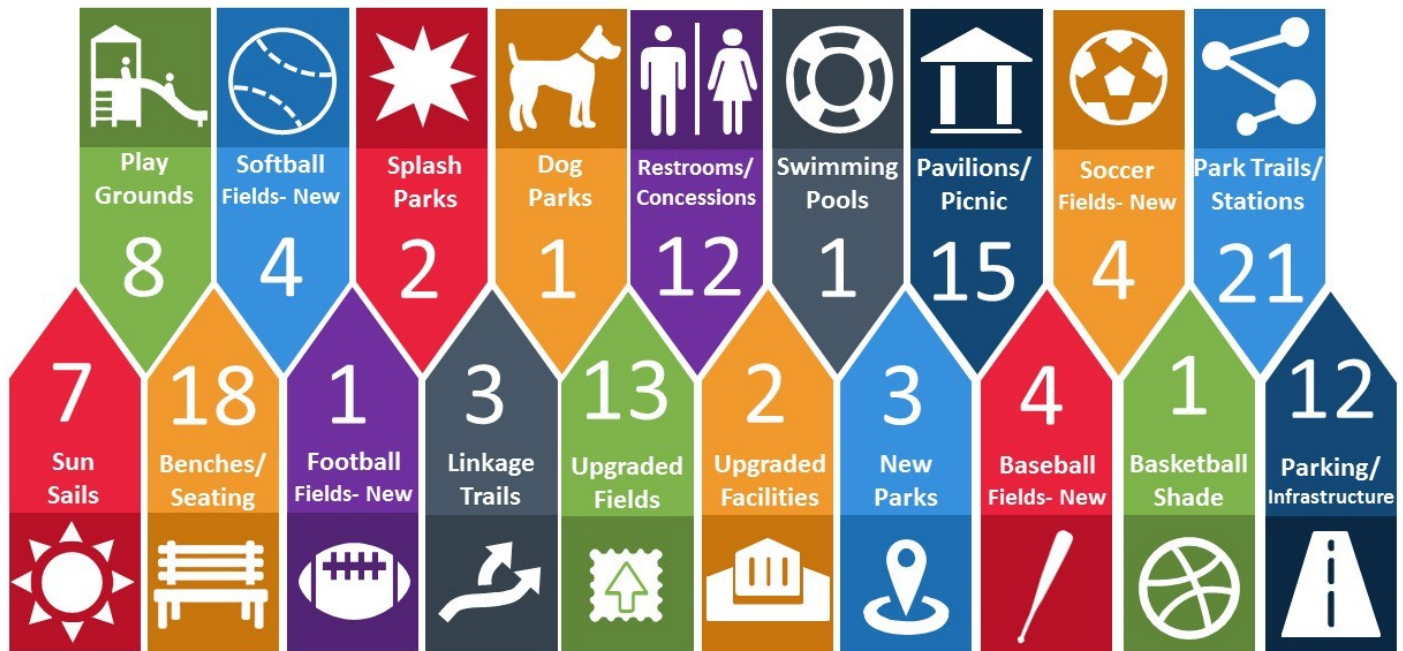 Play
Grounds
8
Softball
Fields- New
4
Splash
Parks
2
Dog
Parks
1
Restrooms/
Concessions
12
Swimming
Pools
1
Pavilions/
Picnic
15
Soccer
Fields- New
4
Park Trails/
Stations
21
7
Sun
Sails
18
Benches/
Seating
1
Football
Fields- New
3
Linkage
Trails
13
Upgraded
Fields
2
Upgraded
Facilities
3
New
Parks
4
Baseball
Fields- New
1
Basketball
Shade
12
Parking/
Infrastructure